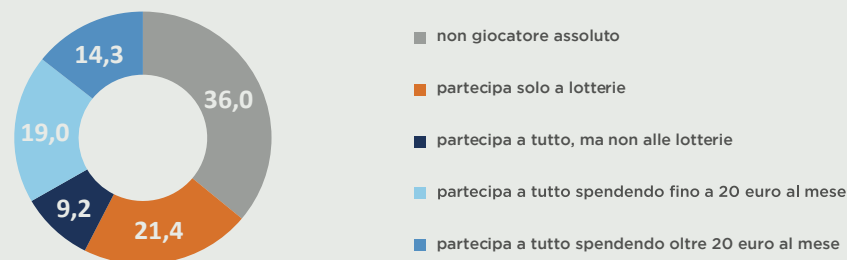 14,3
36,0
19,0
9,2
21,4
non giocatore assoluto
partecipa solo a lotterie
partecipa a tutto, ma non alle lotterie
partecipa a tutto spendendo fino a 20 euro al mese
partecipa a tutto spendendo oltre 20 euro al mese